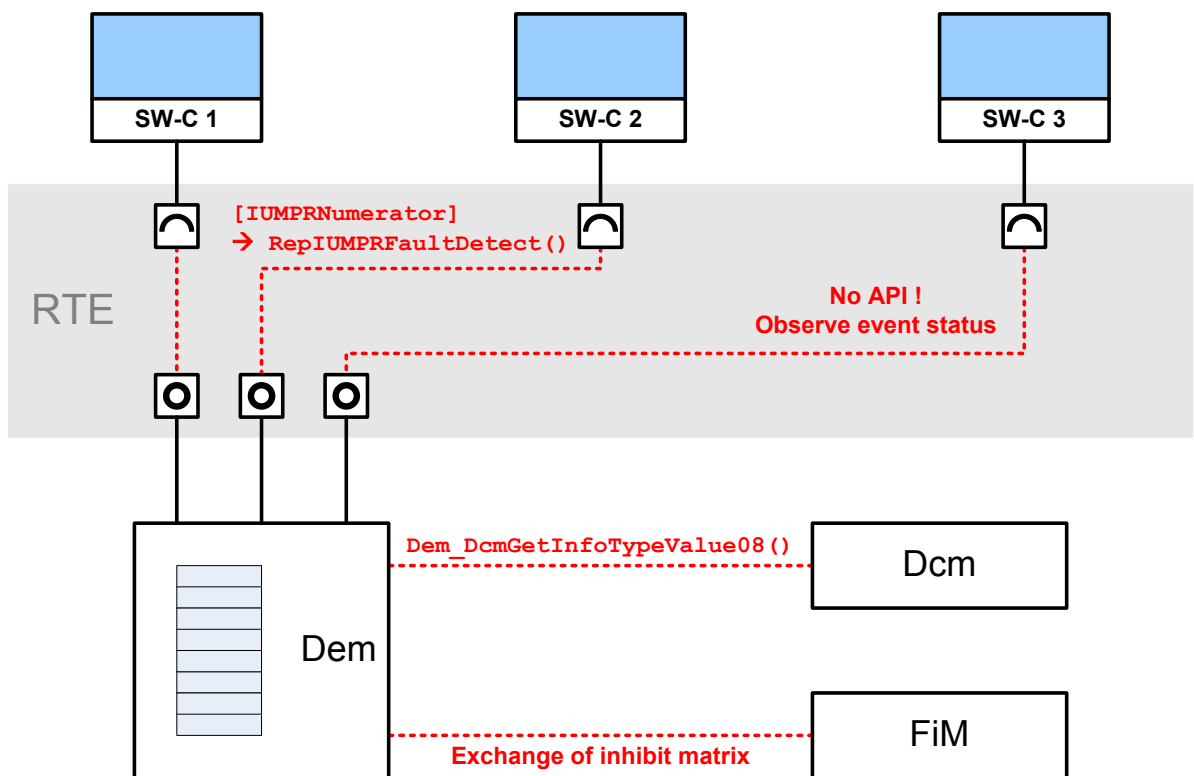 SW-C 1
SW-C 2
SW-C 3
[IUMPRNumerator]
→ RepIUMPRFaultDetect()
No API !
Observe event status
RTE
Dem_DcmGetInfoTypeValue08()
Dcm
Dem
FiM
Exchange of inhibit matrix